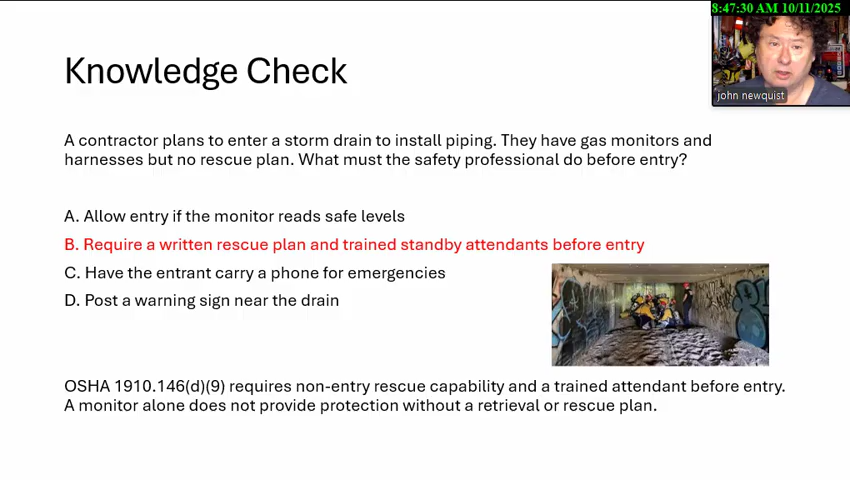 8:47:30 AM 10/11/2025
john newquist
Knowledge Check
A contractor plans to enter a storm drain to install piping. They have gas monitors and
harnesses but no rescue plan. What must the safety professional do before entry?
A. Allow entry if the monitor reads safe levels
B. Require a written rescue plan and trained standby attendants before entry
C. Have the entrant carry a phone for emergencies
D. Post a warning sign near the drain
OSHA 1910.146(d)(9) requires non-entry rescue capability and a trained attendant before entry.
A monitor alone does not provide protection without a retrieval or rescue plan.